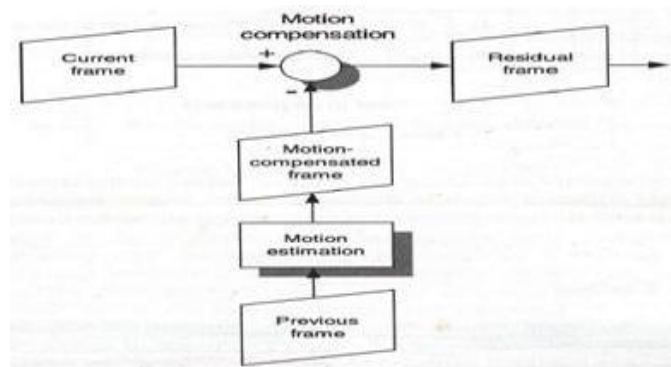 Motion
compensation
Current
frame
+
Residual
frame
-
Motion-
compensated
frame
Motion
estimation
Previous
frame